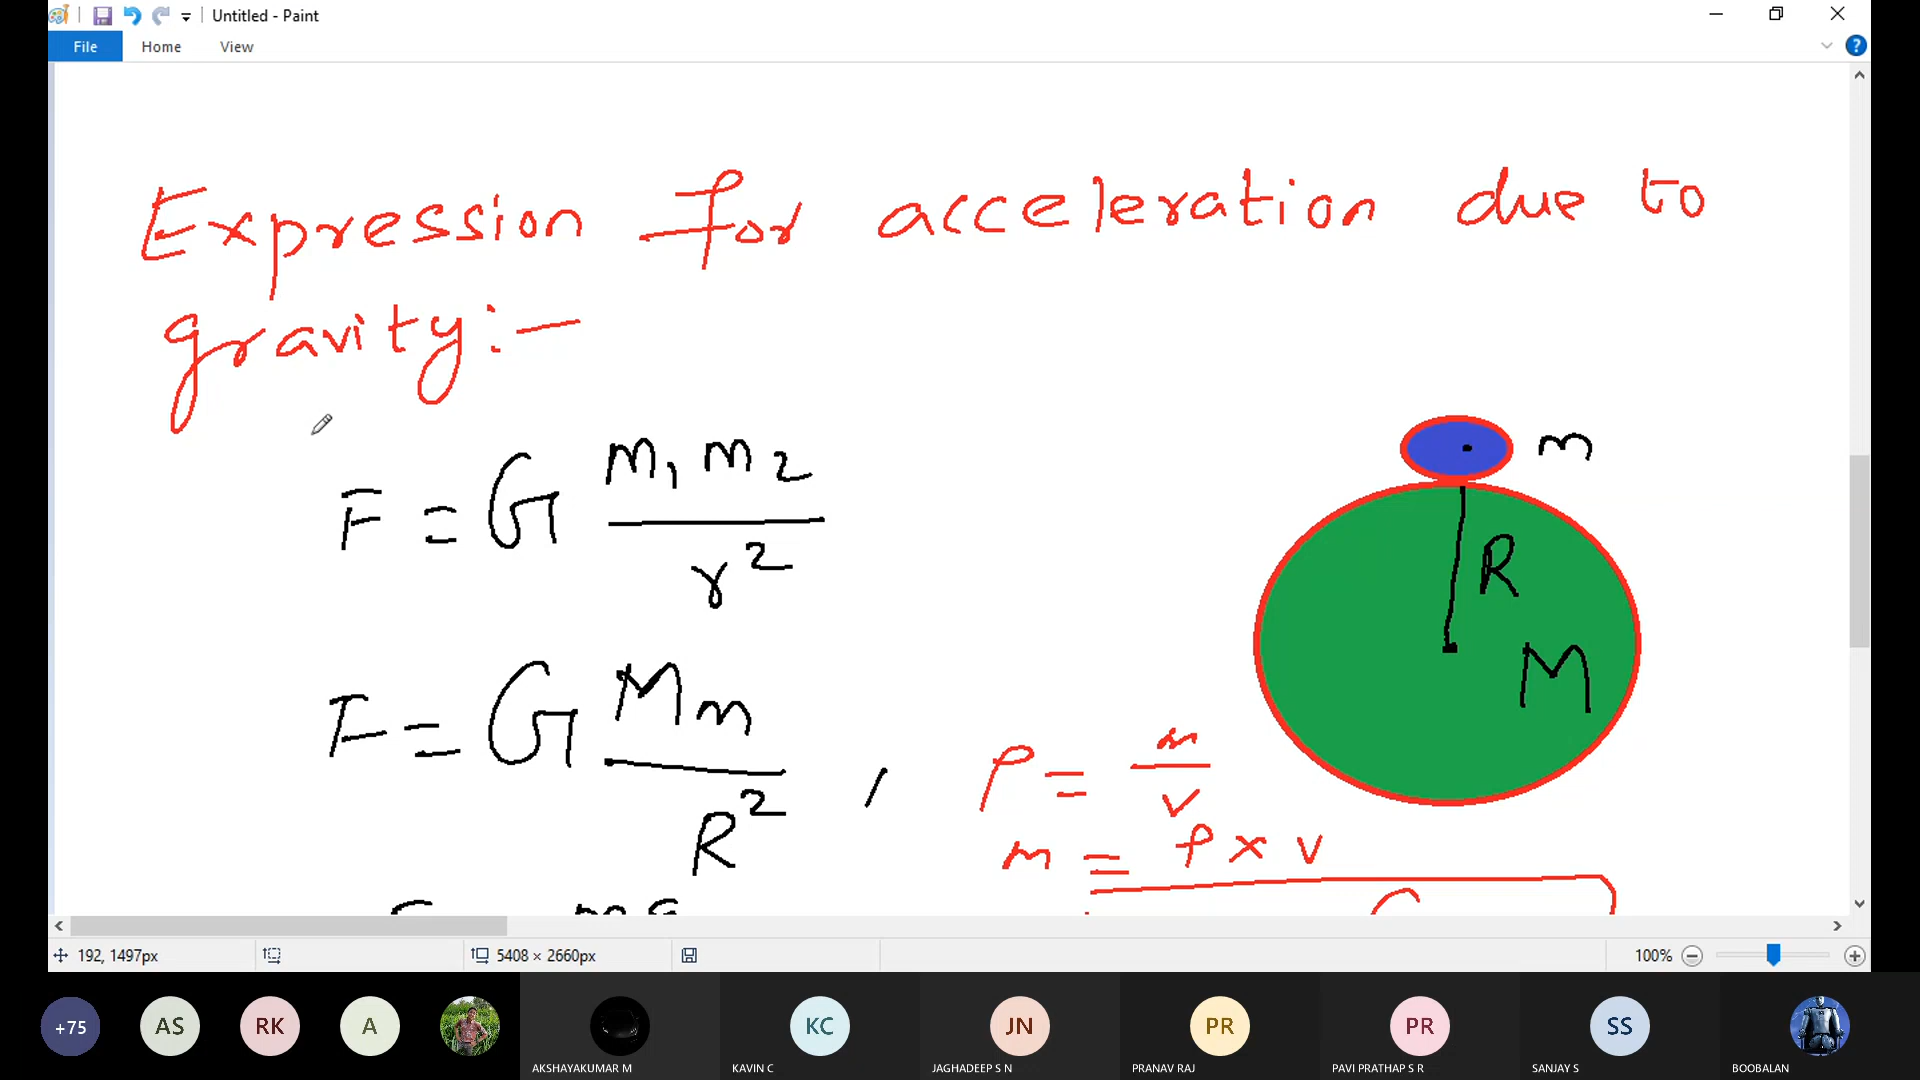 Untitled - Paint
File Home View
Expression for acceleration due to
gravity:-
F = G m₁ m₂ / r²
m
R
M
F = G Mm / R² ,
ρ = m / v
m = ρ x v
192, 1497px
5408 × 2660px
100%
+75 AS RK A KC JN PR PR SS
AKSHAYAKUMAR M KAVIN C JAGHADEEP S N PRANAV RAJ PAVI PRATHAP S R SANJAY S BOOBALAN